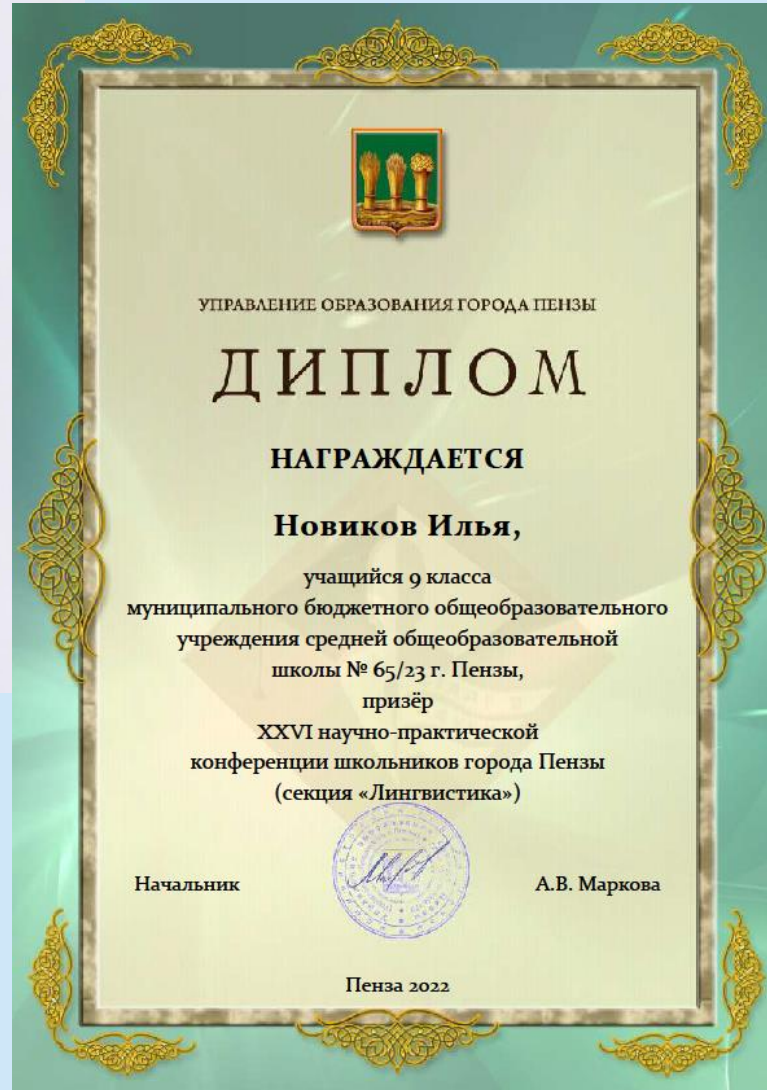 УПРАВЛЕНИЕ ОБРАЗОВАНИЯ ГОРОДА ПЕНЗЫ
ДИПЛОМ
НАГРАЖДАЕТСЯ
Новиков Илья,
учащийся 9 класса
муниципального бюджетного общеобразовательного
учреждения средней общеобразовательной
школы № 65/23 г. Пензы,
призёр
XXVI научно-практической
конференции школьников города Пензы
(секция «Лингвистика»)
Начальник А.В. Маркова
Пенза 2022